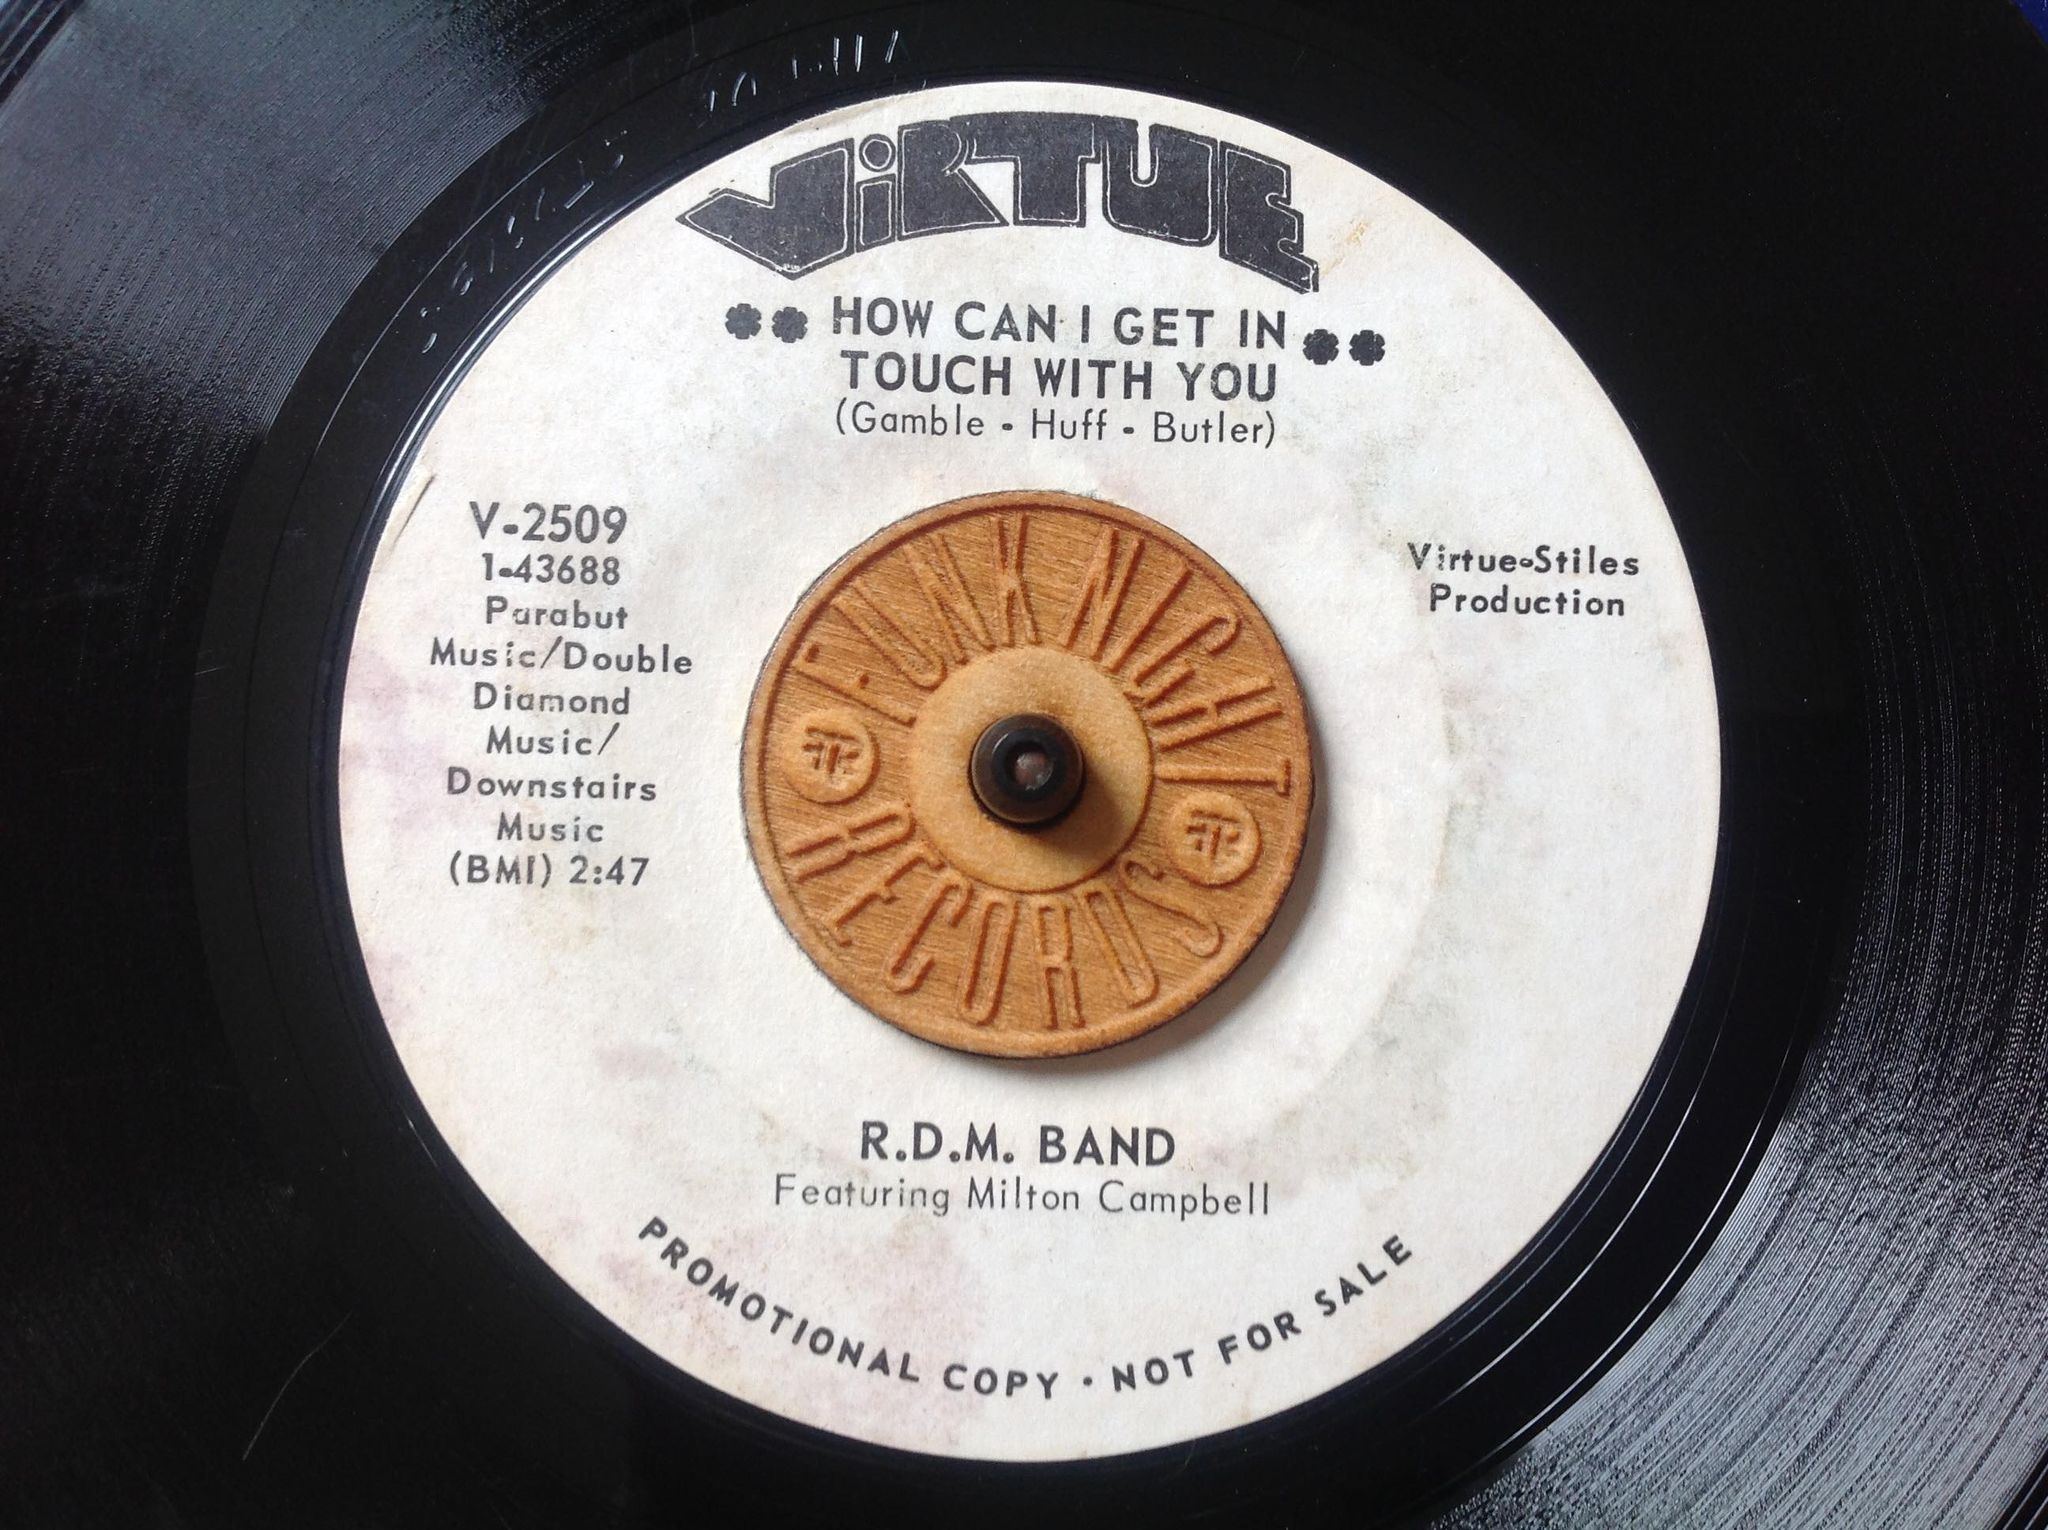 ViRTUE
HOW CAN I GET IN
TOUCH WITH YOU
(Gamble - Huff - Butler)
V-2509
1-43688
Parabut
Music/Double
Diamond
Music/
Downstairs
Music
(BMI) 2:47
Virtue-Stiles
Production
FUNK NIGHT
RECORDS
R.D.M. BAND
Featuring Milton Campbell
PROMOTIONAL COPY · NOT FOR SALE